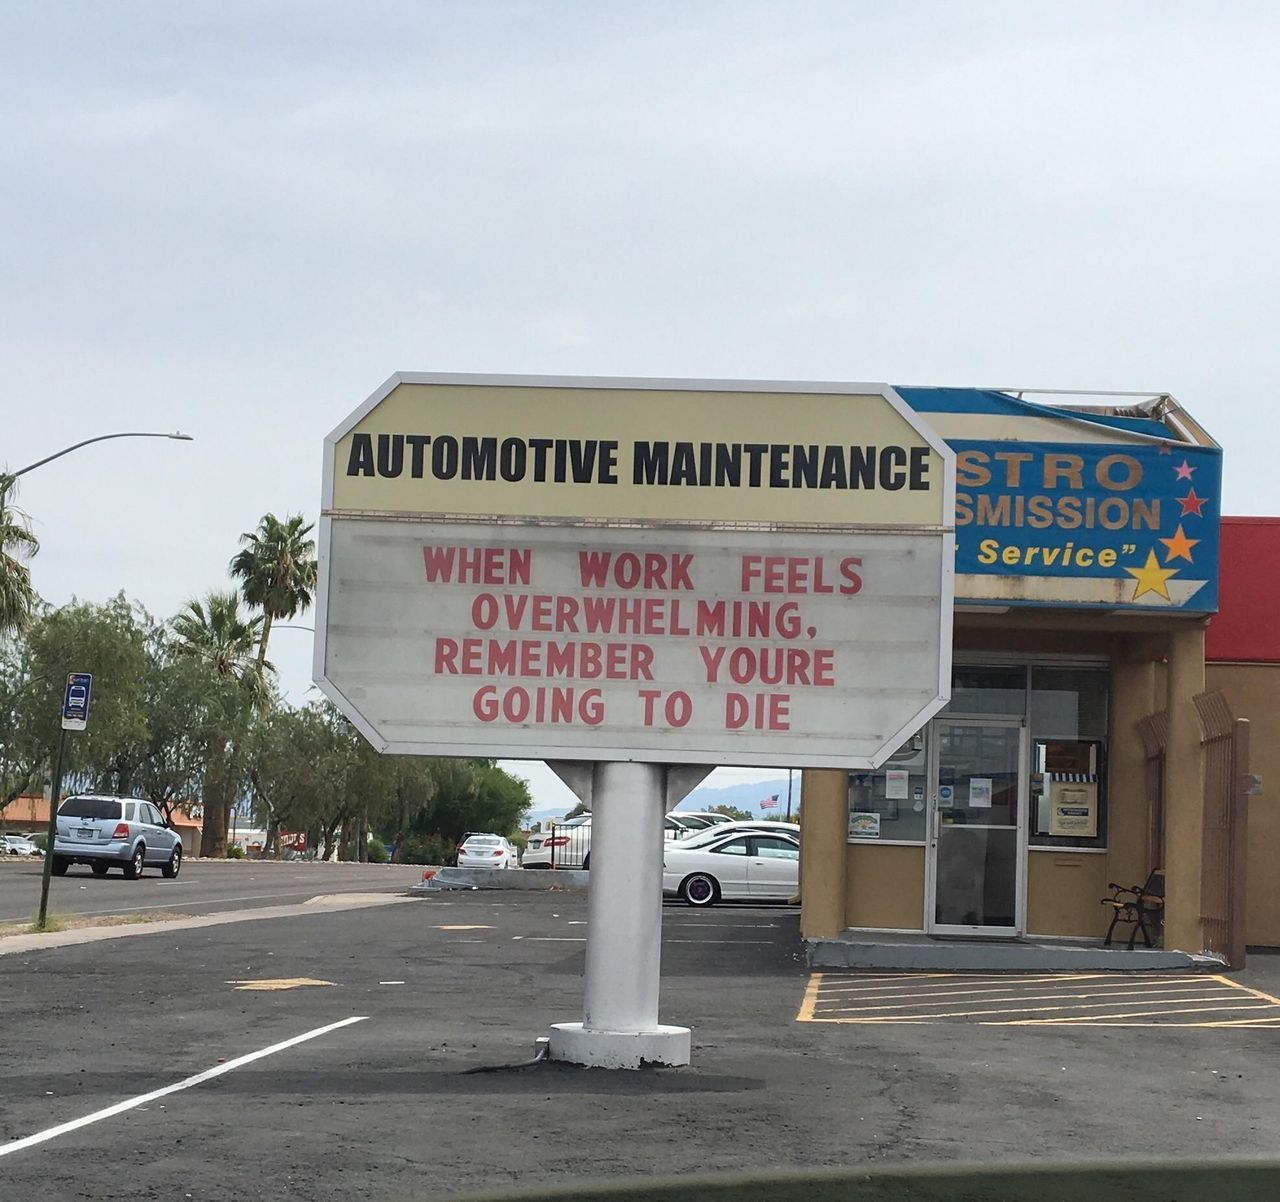 AUTOMOTIVE MAINTENANCE
WHEN WORK FEELS
OVERWHELMING,
REMEMBER YOURE
GOING TO DIE
STRO
SMISSION
Service”